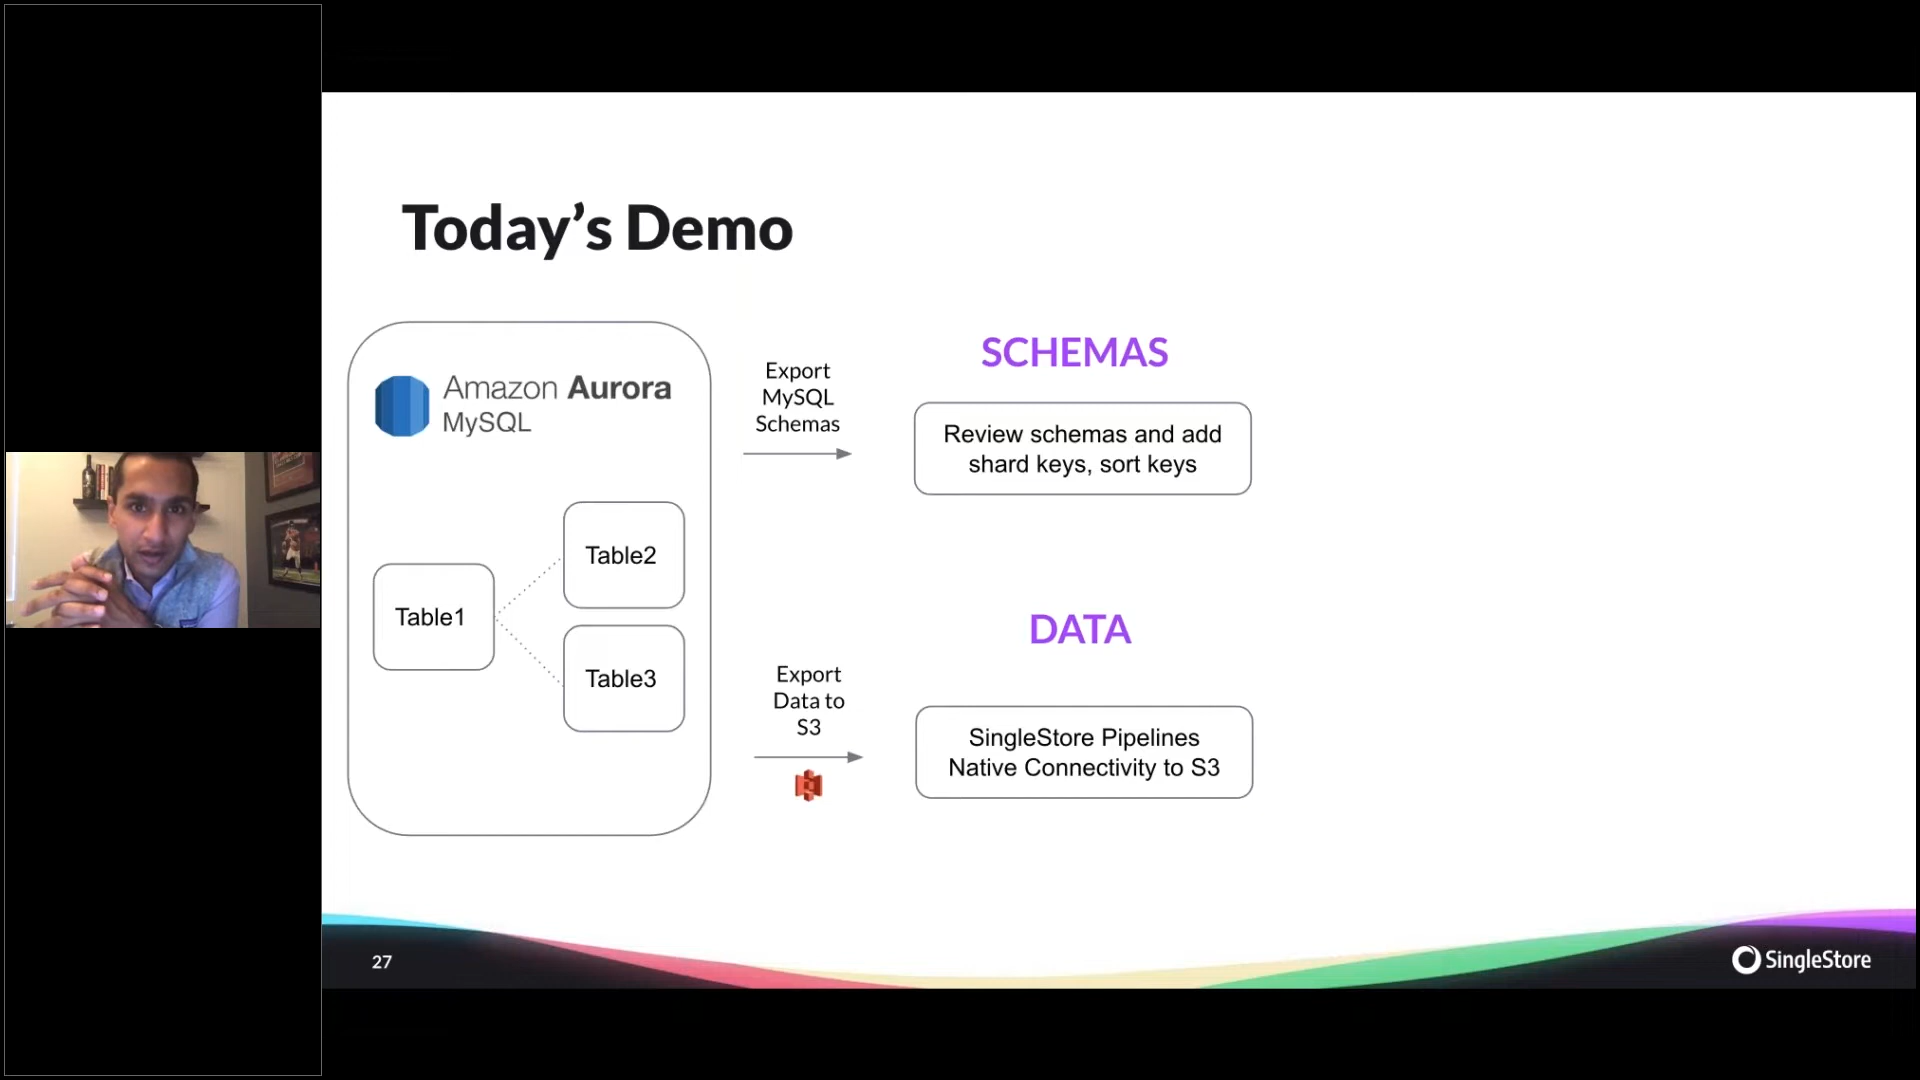 Today’s Demo
Amazon Aurora
MySQL
Table1
Table2
Table3
Export
MySQL
Schemas
SCHEMAS
Review schemas and add
shard keys, sort keys
DATA
Export
Data to
S3
SingleStore Pipelines
Native Connectivity to S3
27
SingleStore